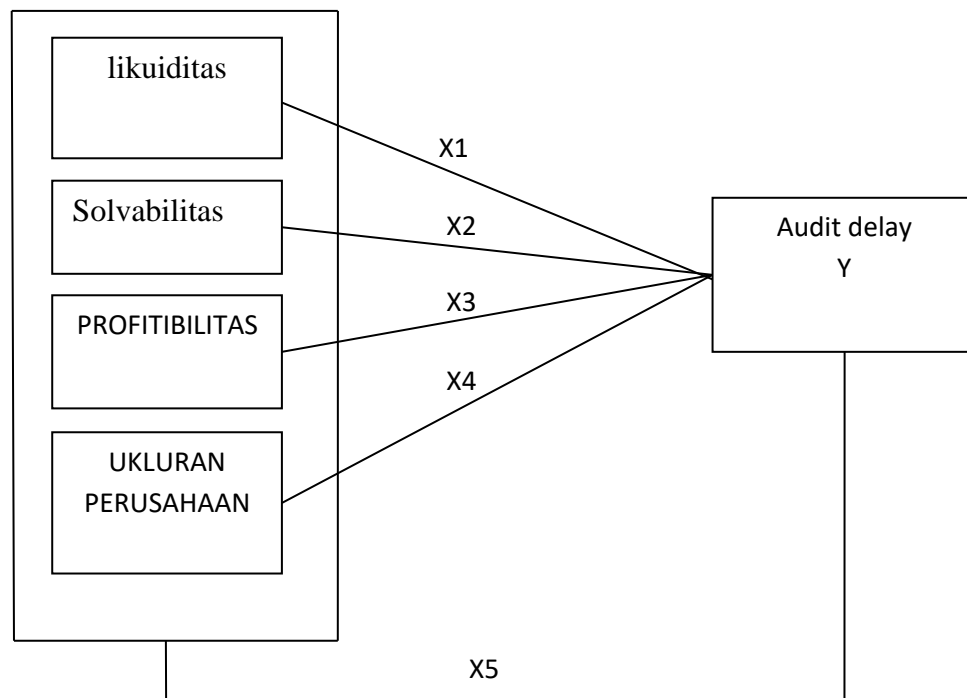 likuiditas
X1
Solvabilitas
X2
Audit delay
Y
PROFITIBILITAS
X3
X4
UKLURAN
PERUSAHAAN
X5